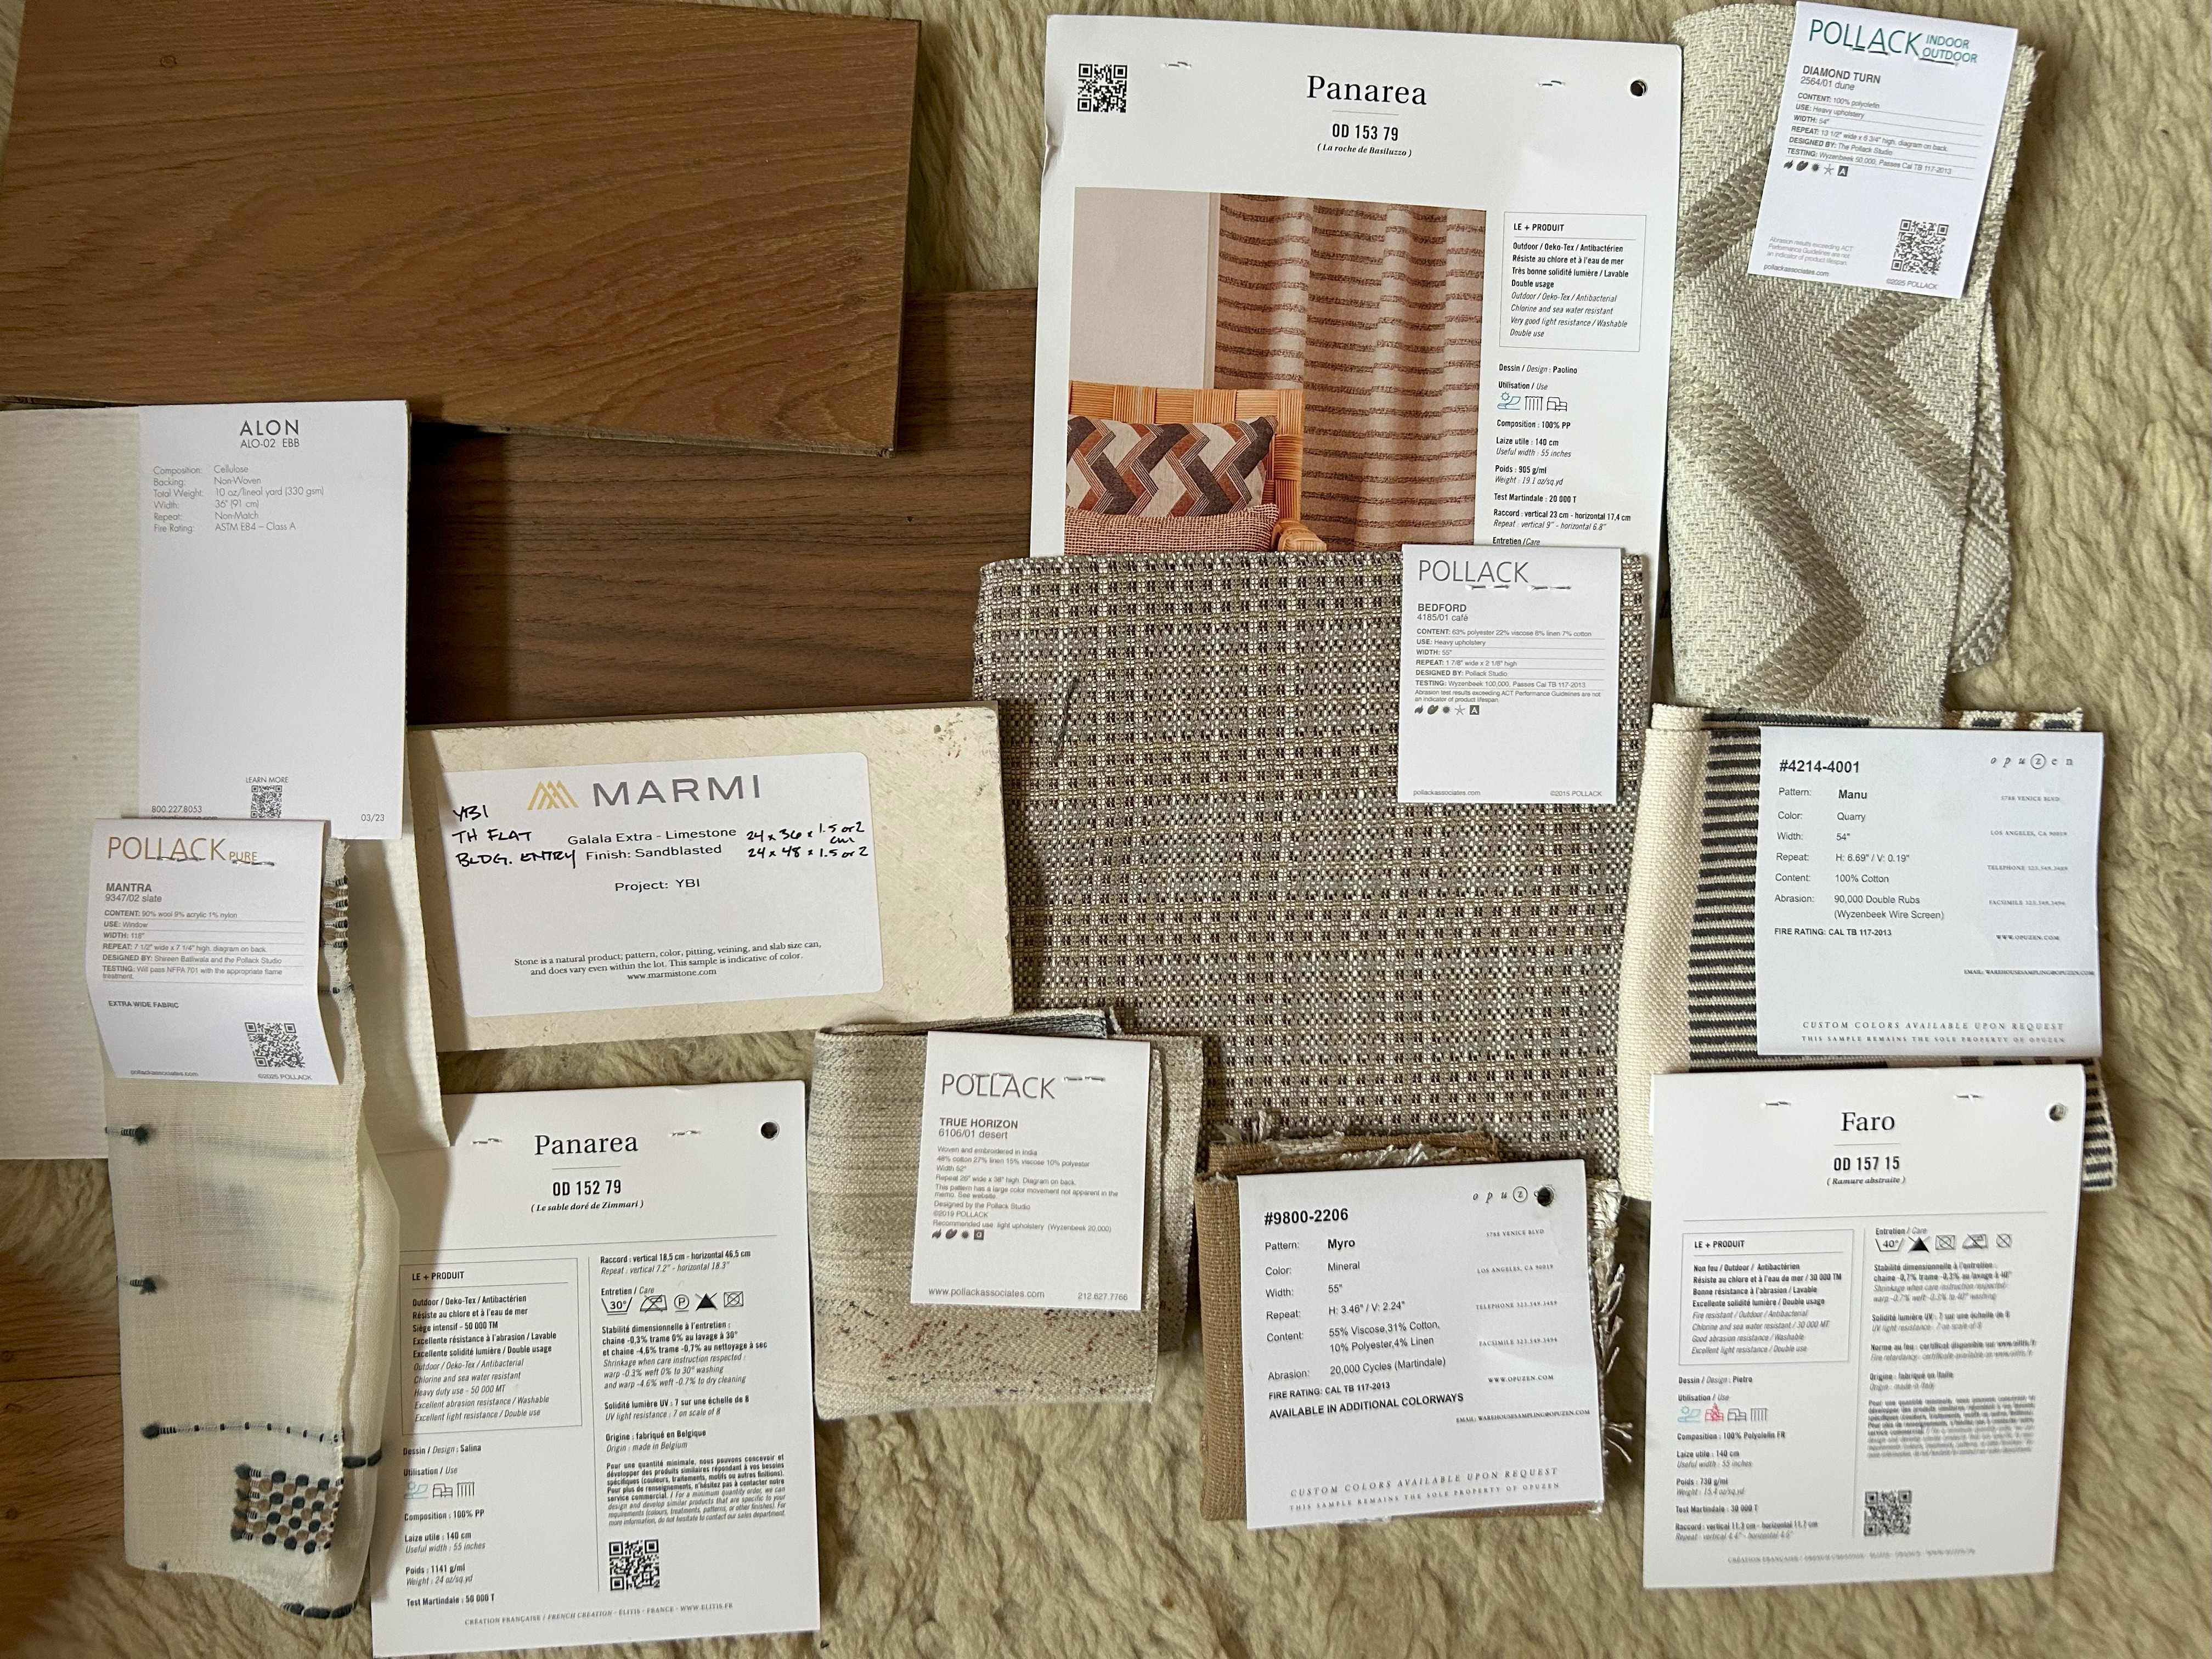 Panarea
OD 153 79
( La roche de Basiluzzo )
LE + PRODUIT
Outdoor / Oeko-Tex / Antibactérien
Résiste au chlore et à l'eau de mer
Très bonne solidité lumière / Lavable
Double usage
Outdoor / Oeko-Tex / Antibacterial
Chlorine and sea water resistant
Very good light resistance / Washable
Double use
Dessin / Design : Paolino
Utilisation / Use
Composition : 100% PP
Laize utile : 140 cm
Useful width : 55 inches
Poids : 905 g/ml
Weight : 19.1 oz/sq yd
Test Martindale : 20 000 T
Raccord : vertical 23 cm - horizontal 17,4 cm
Repeat : vertical 9" - horizontal 6.8"
Entretien / Care
POLLACK INDOOR OUTDOOR
DIAMOND TURN
2564/01 dune
CONTENT: 100% polyolefin
USE: Heavy upholstery
WIDTH: 54"
REPEAT: 13 1/2" wide x 6 3/4" high, diagram on back.
DESIGNED BY: The Pollack Studio
TESTING: Wyzenbeek 50,000, Passes Cal TB 117-2013
Abrasion results exceeding ACT
Performance Guidelines are not
an indicator of product lifespan.
pollackassociates.com
©2025 POLLACK
ALON
ALO-02 EBB
Composition: Cellulose
Backing: Non-Woven
Total Weight: 10 oz/lineal yard (330 gsm)
Width: 36" (91 cm)
Repeat: Non-Match
Fire Rating: ASTM E84 – Class A
LEARN MORE
800.227.8053
03/23
POLLACK
BEDFORD
4185/01 café
CONTENT: 63% polyester 22% viscose 8% linen 7% cotton
USE: Heavy upholstery
WIDTH: 55"
REPEAT: 1 7/8" wide x 2 1/8" high
DESIGNED BY: Pollack Studio
TESTING: Wyzenbeek 100,000, Passes Cal TB 117-2013
Abrasion test results exceeding ACT Performance Guidelines are not
an indicator of product lifespan.
pollackassociates.com
©2015 POLLACK
MARMI
YBI
TH FLAT
BLDG. ENTRY
Galala Extra - Limestone
Finish: Sandblasted
24 x 36 x 1.5 or 2 cm
24 x 48 x 1.5 or 2
Project: YBI
Stone is a natural product; pattern, color, pitting, veining, and slab size can,
and does vary even within the lot. This sample is indicative of color.
www.marmistone.com
#4214-4001
opuzen
Pattern: Manu
Color: Quarry
Width: 54"
Repeat: H: 6.69" / V: 0.19"
Content: 100% Cotton
Abrasion: 90,000 Double Rubs
(Wyzenbeek Wire Screen)
FIRE RATING: CAL TB 117-2013
5788 VENICE BLVD.
LOS ANGELES, CA 90019
TELEPHONE 323.549.3489
FACSIMILE 323.549.3494
WWW.OPUZEN.COM
EMAIL: WAREHOUSESAMPLING@OPUZEN.COM
CUSTOM COLORS AVAILABLE UPON REQUEST
THIS SAMPLE REMAINS THE SOLE PROPERTY OF OPUZEN.
POLLACK PURE
MANTRA
9347/02 slate
CONTENT: 90% wool 9% acrylic 1% nylon
USE: Window
WIDTH: 118"
REPEAT: 7 1/2" wide x 7 1/4" high, diagram on back.
DESIGNED BY: Shireen Batliwala and the Pollack Studio
TESTING: Will pass NFPA 701 with the appropriate flame
treatment.
EXTRA WIDE FABRIC
pollackassociates.com
©2025 POLLACK
Panarea
OD 152 79
( Le sable doré de Zimmari )
LE + PRODUIT
Outdoor / Oeko-Tex / Antibactérien
Résiste au chlore et à l'eau de mer
Siège intensif - 50 000 TM
Excellente résistance à l'abrasion / Lavable
Excellente solidité lumière / Double usage
Outdoor / Oeko-Tex / Antibacterial
Chlorine and sea water resistant
Heavy duty use - 50 000 MT
Excellent abrasion resistance / Washable
Excellent light resistance / Double use
Dessin / Design : Salina
Utilisation / Use
Composition : 100% PP
Laize utile : 140 cm
Useful width : 55 inches
Poids : 1141 g/ml
Weight : 24 oz/sq yd
Test Martindale : 50 000 T
Raccord : vertical 18,5 cm - horizontal 46,5 cm
Repeat : vertical 7.2" - horizontal 18.3"
Entretien / Care
30°
P
Stabilité dimensionnelle à l'entretien :
chaîne -0,3% trame 0% au lavage à 30°
et chaîne -4,6% trame -0,7% au nettoyage à sec
Shrinkage when care instruction respected :
warp -0.3% weft 0% to 30° washing
and warp -4.6% weft -0.7% to dry cleaning
Solidité lumière UV : 7 sur une échelle de 8
UV light resistance : 7 on scale of 8
Origine : fabriqué en Belgique
Origin : made in Belgium
Pour une quantité minimale, nous pouvons concevoir et
développer des produits similaires répondant à vos besoins
spécifiques (couleurs, traitements, motifs ou autres finitions).
Pour plus de renseignements, n'hésitez pas à contacter notre
service commercial. / For a minimum quantity order, we can
design and develop similar products that are specific to your
requirements (colours, treatments, patterns, or other finishes). For
more information, do not hesitate to contact our sales department.
CRÉATION FRANÇAISE / FRENCH CREATION - ÉLITIS - FRANCE - WWW.ELITIS.FR
POLLACK
TRUE HORIZON
6106/01 desert
Woven and embroidered in India
48% cotton 27% linen 15% viscose 10% polyester
Width 52"
Repeat 26" wide x 38" high. Diagram on back.
This pattern has a large color movement not apparent in the
memo. See website.
Designed by the Pollack Studio
©2019 POLLACK
Recommended use: light upholstery (Wyzenbeek 20,000)
www.pollackassociates.com
212.627.7766
#9800-2206
opuz
Pattern: Myro
Color: Mineral
Width: 55"
Repeat: H: 3.46" / V: 2.24"
Content: 55% Viscose,31% Cotton,
10% Polyester,4% Linen
Abrasion: 20,000 Cycles (Martindale)
FIRE RATING: CAL TB 117-2013
AVAILABLE IN ADDITIONAL COLORWAYS
5788 VENICE BLVD
LOS ANGELES, CA 90019
TELEPHONE 323.549.3489
FACSIMILE 323.549.3494
WWW.OPUZEN.COM
EMAIL: WAREHOUSESAMPLING@OPUZEN.COM
CUSTOM COLORS AVAILABLE UPON REQUEST
THIS SAMPLE REMAINS THE SOLE PROPERTY OF OPUZEN.
Faro
OD 157 15
( Ramure abstraite )
LE + PRODUIT
Non feu / Outdoor / Antibactérien
Résiste au chlore et à l'eau de mer / 30 000 TM
Bonne résistance à l'abrasion / Lavable
Excellente solidité lumière / Double usage
Fire resistant / Outdoor / Antibacterial
Chlorine and sea water resistant / 30 000 MT
Good abrasion resistance / Washable
Excellent light resistance / Double use
Dessin / Design : Pietro
Utilisation / Use
Composition : 100% Polyolefin FR
Laize utile : 140 cm
Useful width : 55 inches
Poids : 730 g/ml
Weight : 15.4 oz/sq yd
Test Martindale : 30 000 T
Raccord : vertical 11,3 cm - horizontal 11,7 cm
Repeat : vertical 4.4" - horizontal 4.6"
Entretien / Care
40°
Stabilité dimensionnelle à l'entretien :
chaîne -0,7% trame -0,3% au lavage à 40°
Shrinkage when care instruction respected :
warp -0.7% weft -0.3% to 40° washing
Solidité lumière UV : 7 sur une échelle de 8
UV light resistance : 7 on scale of 8
Norme au feu : certificat disponible sur www.elitis.fr
Fire retardancy : certificate available on www.elitis.fr
Origine : fabriqué en Italie
Origin : made in Italy
CRÉATION FRANÇAISE / FRENCH CREATION - ÉLITIS - FRANCE - WWW.ELITIS.FR